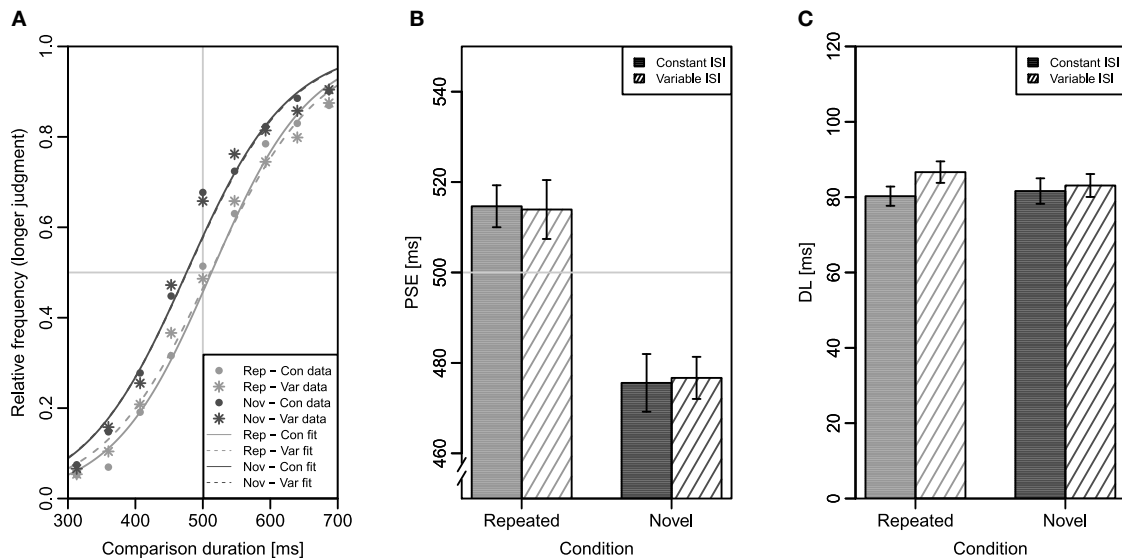 A
Relative frequency (longer judgment)
1.0
0.8
0.6
0.4
0.2
0.0
300 400 500 600 700
Comparison duration [ms]
Rep − Con data
Rep − Var data
Nov − Con data
Nov − Var data
Rep − Con fit
Rep − Var fit
Nov − Con fit
Nov − Var fit
B
PSE [ms]
540
520
500
480
460
Constant ISI
Variable ISI
Repeated Novel
Condition
C
DL [ms]
120
100
80
60
40
20
0
Constant ISI
Variable ISI
Repeated Novel
Condition